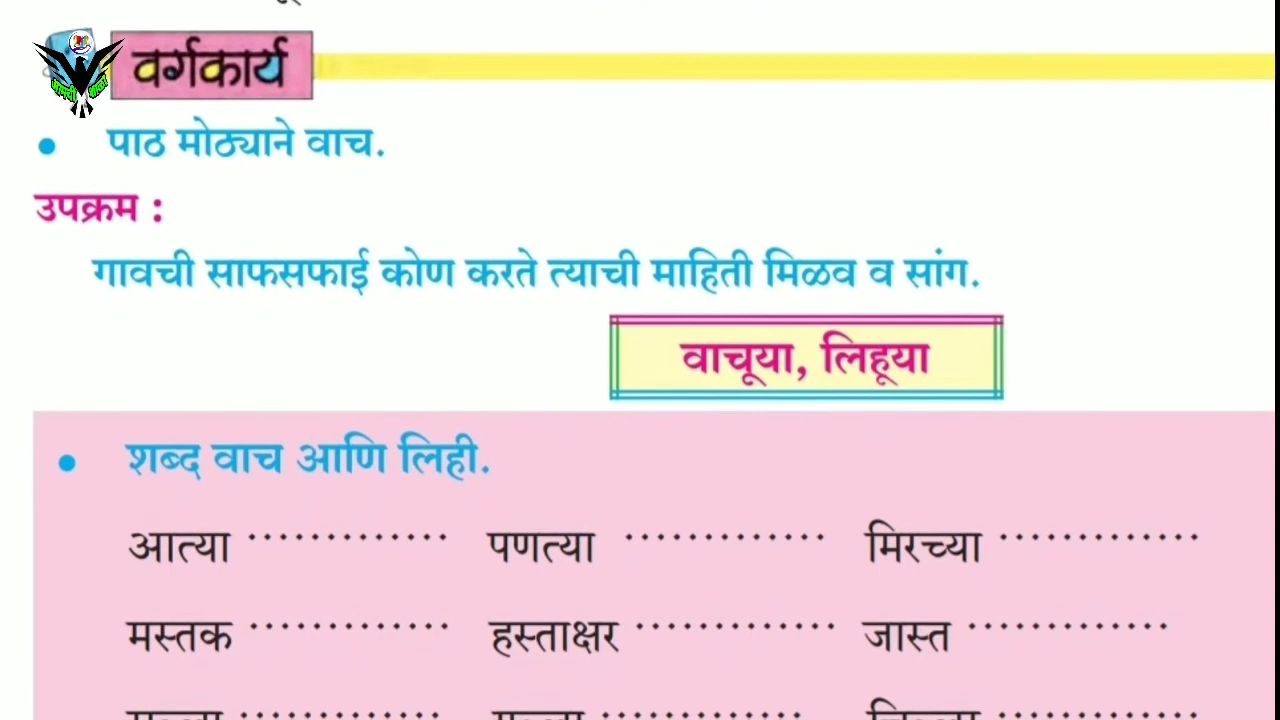 वर्गकार्य
• पाठ मोठ्याने वाच.
उपक्रम :
गावची साफसफाई कोण करते त्याची माहिती मिळव व सांग.
वाचूया, लिहूया
• शब्द वाच आणि लिही.
आत्या ............. पणत्या ............. मिरच्या .............
मस्तक ............. हस्ताक्षर ............. जास्त .............